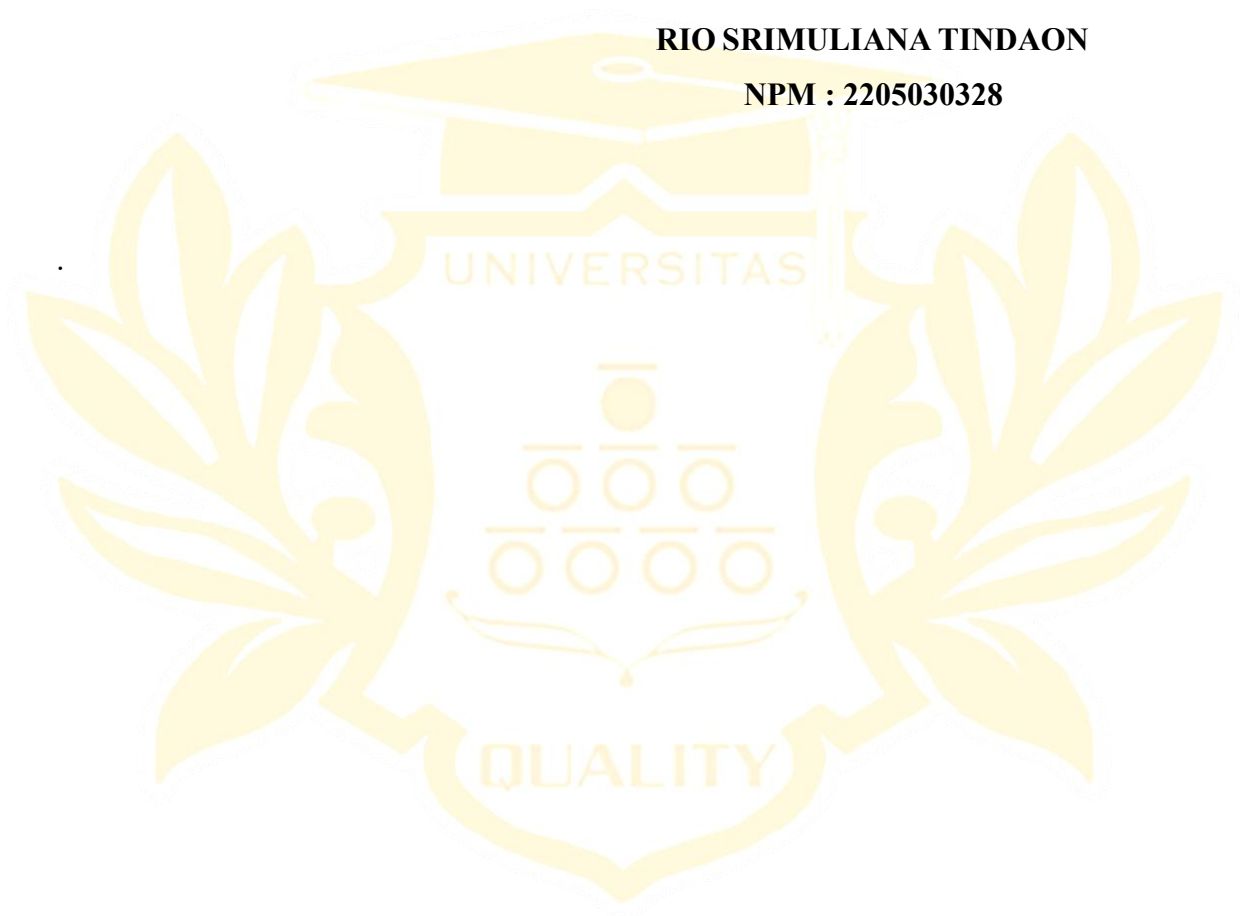 RIO SRIMULIANA TINDAON
NPM : 2205030328
.
UNIVERSITAS
QUALITY